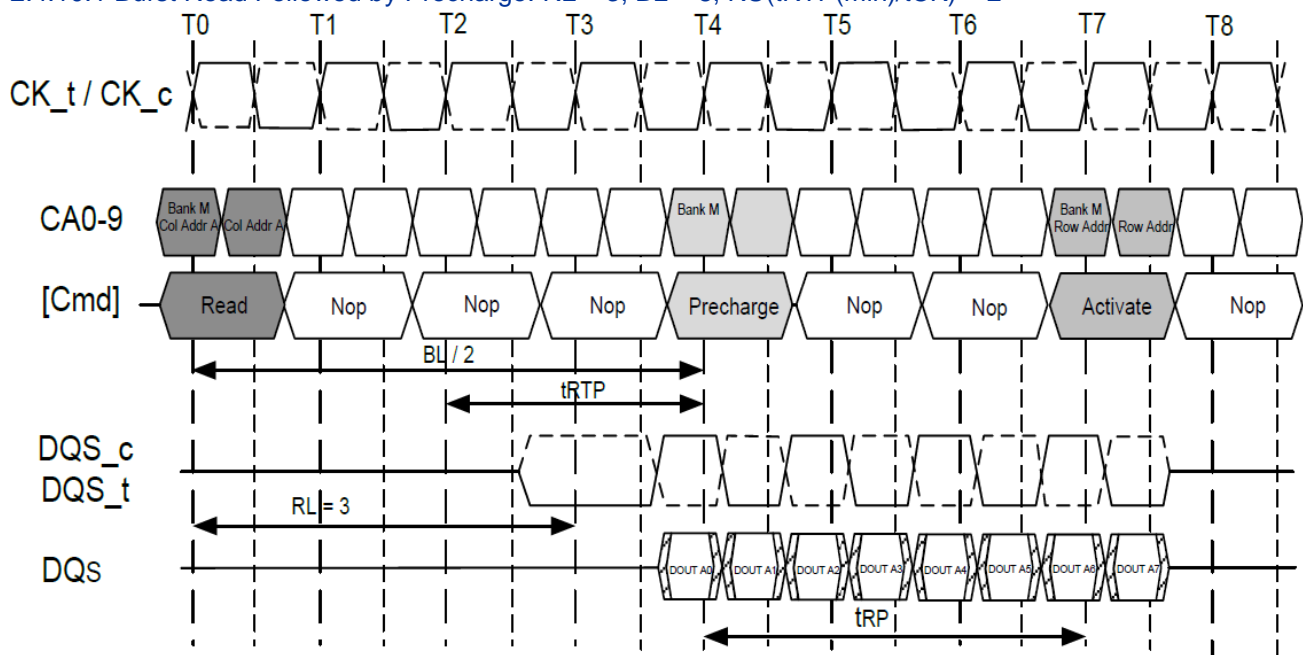 T0 T1 T2 T3 T4 T5 T6 T7 T8
CK_t / CK_c
CA0-9
Bank M
Col Addr A
Col Addr A
Bank M
Bank M
Row Addr
Row Addr
[Cmd]
Read Nop Nop Nop Precharge Nop Nop Activate Nop
BL / 2
tRTP
DQS_c
DQS_t
RL = 3
DQs
DOUT A0 DOUT A1 DOUT A2 DOUT A3 DOUT A4 DOUT A5 DOUT A6 DOUT A7
tRP